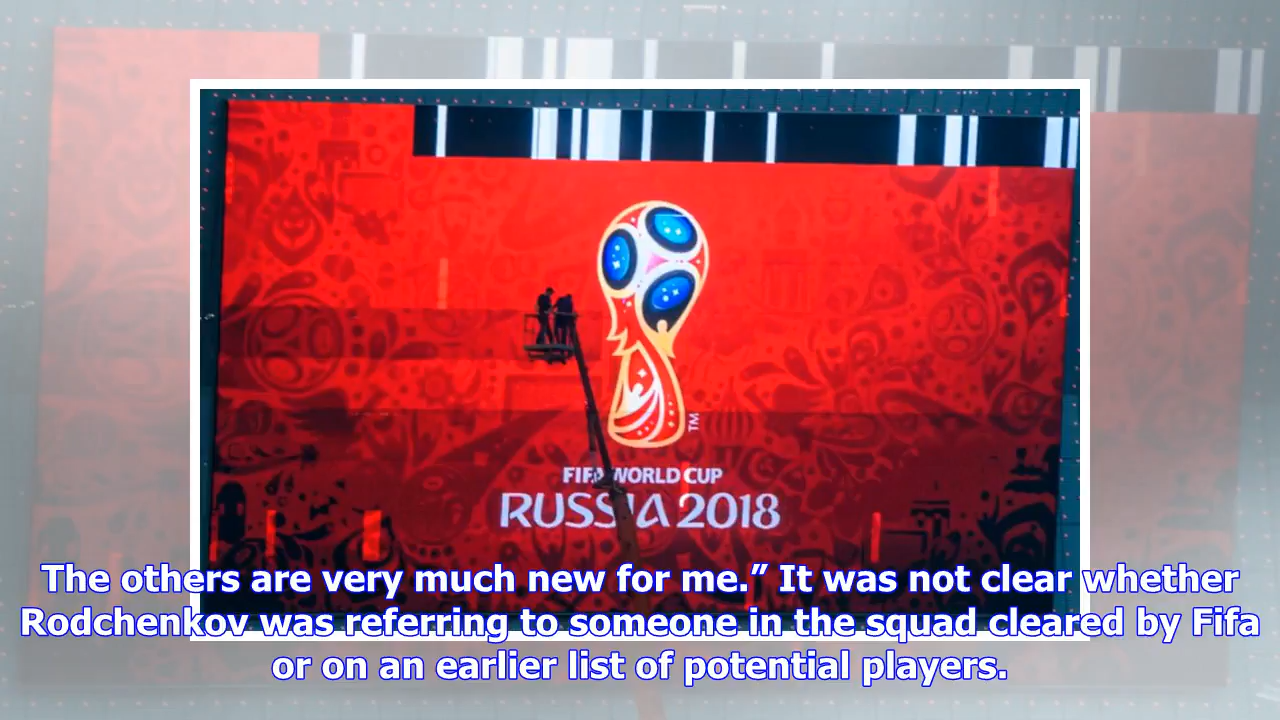 TM
FIFA WORLD CUP
RUSSIA 2018
The others are very much new for me.” It was not clear whether
Rodchenkov was referring to someone in the squad cleared by Fifa
or on an earlier list of potential players.